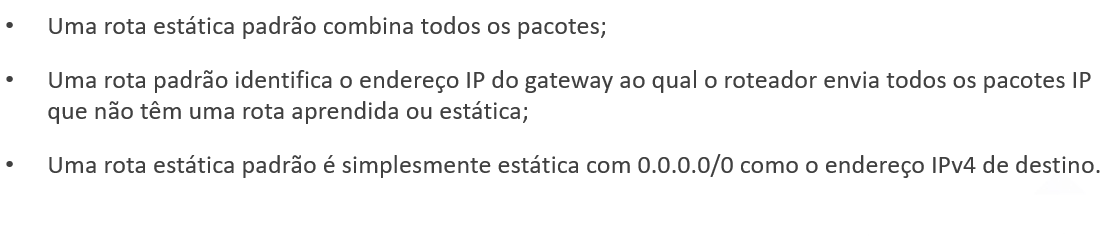 • Uma rota estática padrão combina todos os pacotes;
• Uma rota padrão identifica o endereço IP do gateway ao qual o roteador envia todos os pacotes IP
que não têm uma rota aprendida ou estática;
• Uma rota estática padrão é simplesmente estática com 0.0.0.0/0 como o endereço IPv4 de destino.